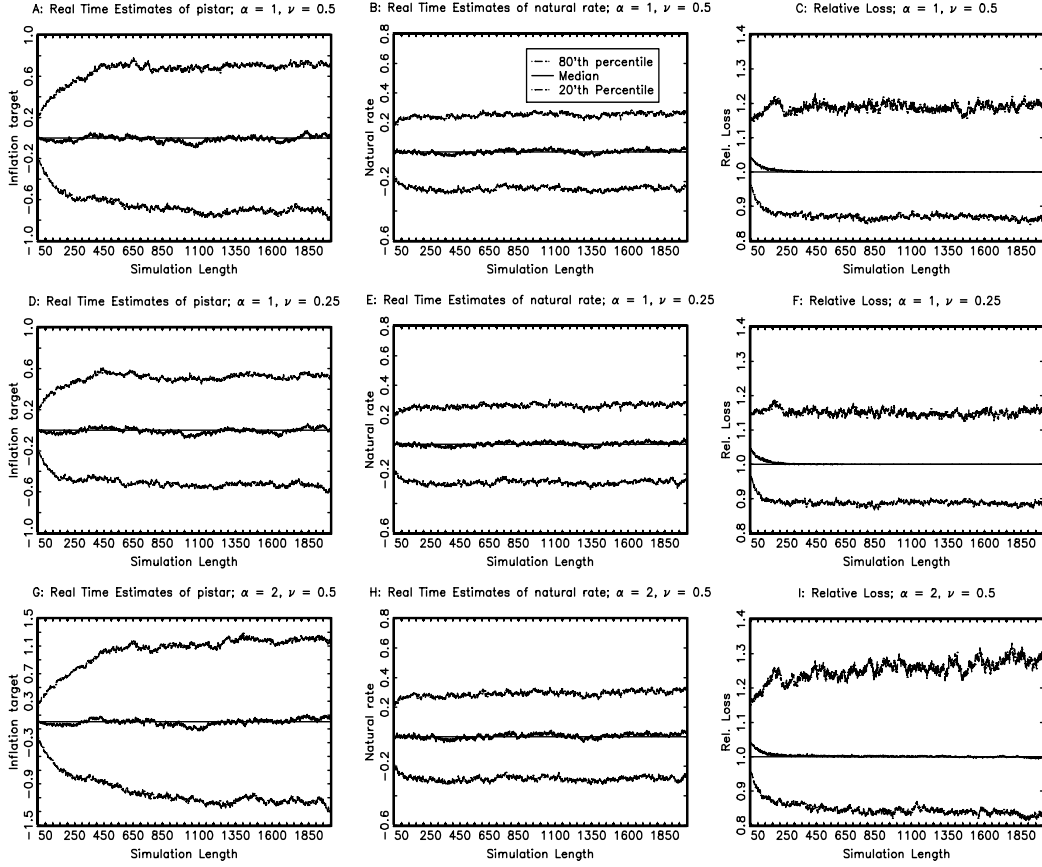 A: Real Time Estimates of pistar; α = 1, ν = 0.5
B: Real Time Estimates of natural rate; α = 1, ν = 0.5
C: Relative Loss; α = 1, ν = 0.5
Inflation target
-1.0 -0.6 -0.2 0.2 0.6 1.0
50 250 450 650 850 1100 1350 1600 1850
Simulation Length
Natural rate
-0.6 -0.2 0.2 0.4 0.8
80'th percentile
Median
20'th Percentile
50 250 450 650 850 1100 1350 1600 1850
Simulation Length
Rel. Loss
0.8 0.9 1.0 1.1 1.2 1.3 1.4
50 250 450 650 850 1100 1350 1600 1850
Simulation Length
D: Real Time Estimates of pistar; α = 1, ν = 0.25
E: Real Time Estimates of natural rate; α = 1, ν = 0.25
F: Relative Loss; α = 1, ν = 0.25
Inflation target
-1.0 -0.6 -0.2 0.2 0.6 1.0
50 250 450 650 850 1100 1350 1600 1850
Simulation Length
Natural rate
-0.6 -0.2 0.2 0.4 0.8
50 250 450 650 850 1100 1350 1600 1850
Simulation Length
Rel. Loss
0.8 0.9 1.0 1.1 1.2 1.3 1.4
50 250 450 650 850 1100 1350 1600 1850
Simulation Length
G: Real Time Estimates of pistar; α = 2, ν = 0.5
H: Real Time Estimates of natural rate; α = 2, ν = 0.5
I: Relative Loss; α = 2, ν = 0.5
Inflation target
-1.5 -0.9 -0.3 0.3 0.7 1.1 1.5
50 250 450 650 850 1100 1350 1600 1850
Simulation Length
Natural rate
-0.6 -0.2 0.2 0.4 0.8
50 250 450 650 850 1100 1350 1600 1850
Simulation Length
Rel. Loss
0.8 0.9 1.0 1.1 1.2 1.3 1.4
50 250 450 650 850 1100 1350 1600 1850
Simulation Length